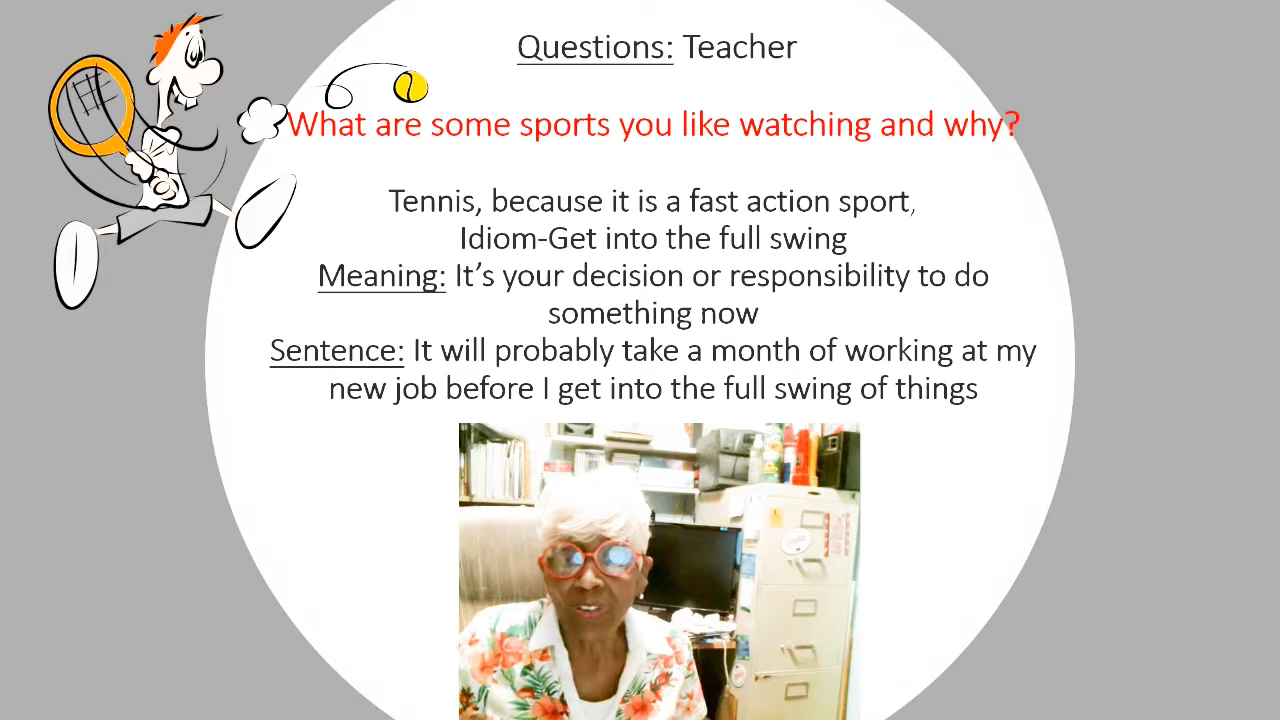 Questions: Teacher
What are some sports you like watching and why?
Tennis, because it is a fast action sport,
Idiom-Get into the full swing
Meaning: It’s your decision or responsibility to do
something now
Sentence: It will probably take a month of working at my
new job before I get into the full swing of things